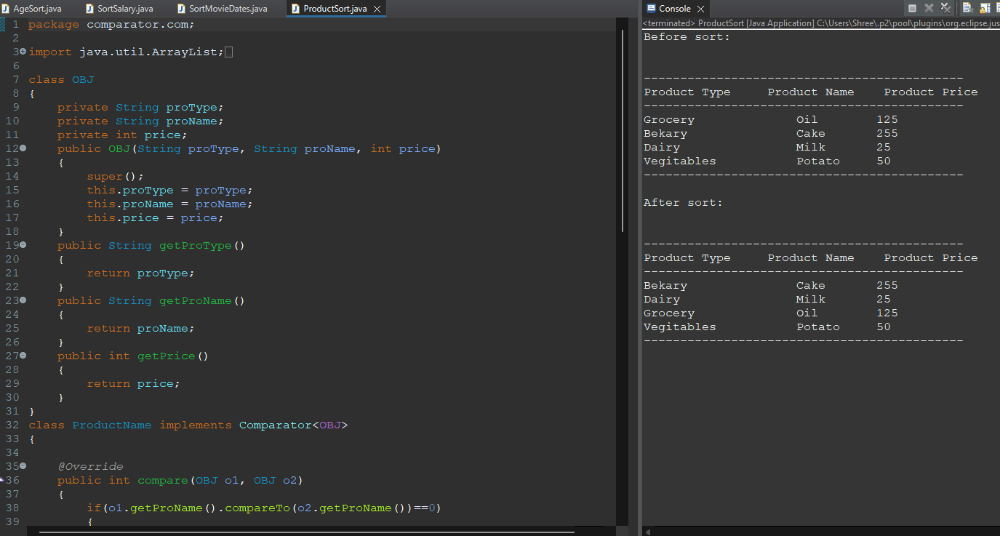 AgeSort.java SortSalary.java SortMovieDates.java ProductSort.java
1 package comparator.com;
2
3 import java.util.ArrayList;
6
7 class OBJ
8 {
9 private String proType;
10 private String proName;
11 private int price;
12 public OBJ(String proType, String proName, int price)
13 {
14 super();
15 this.proType = proType;
16 this.proName = proName;
17 this.price = price;
18 }
19 public String getProType()
20 {
21 return proType;
22 }
23 public String getProName()
24 {
25 return proName;
26 }
27 public int getPrice()
28 {
29 return price;
30 }
31 }
32 class ProductName implements Comparator<OBJ>
33 {
34
35 @Override
36 public int compare(OBJ o1, OBJ o2)
37 {
38 if(o1.getProName().compareTo(o2.getProName())==0)
39 {
Console
<terminated> ProductSort [Java Application] C:\Users\Shree\.p2\pool\plugins\org.eclipse.jus
Before sort:
--------------------------------------------
Product Type Product Name Product Price
--------------------------------------------
Grocery Oil 125
Bekary Cake 255
Dairy Milk 25
Vegitables Potato 50
--------------------------------------------
After sort:
--------------------------------------------
Product Type Product Name Product Price
--------------------------------------------
Bekary Cake 255
Dairy Milk 25
Grocery Oil 125
Vegitables Potato 50
--------------------------------------------